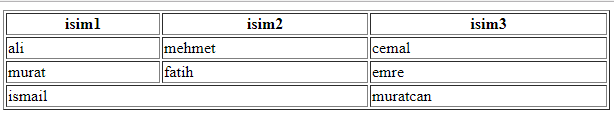 isim1 isim2 isim3
ali mehmet cemal
murat fatih emre
ismail muratcan